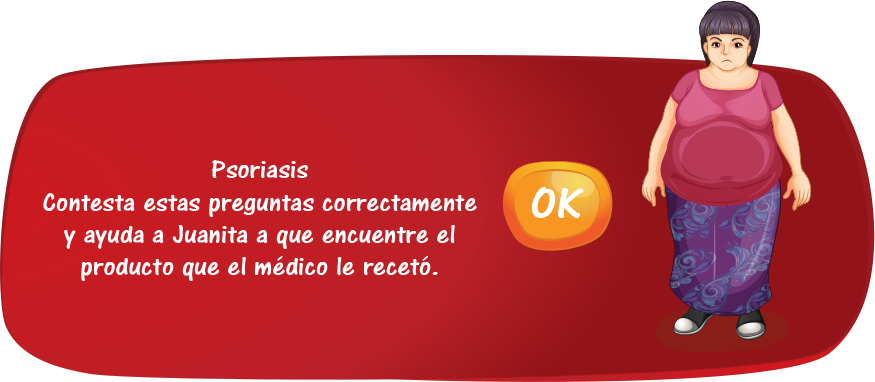 Psoriasis
Contesta estas preguntas correctamente
y ayuda a Juanita a que encuentre el
producto que el médico le recetó.
OK